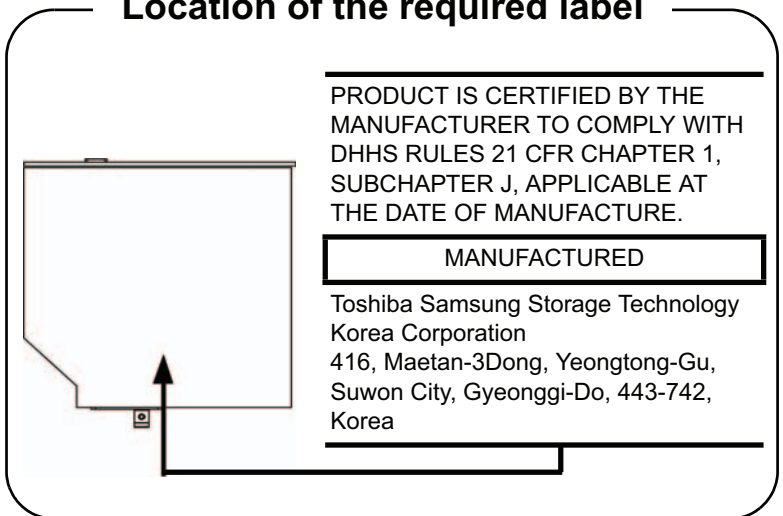 Location of the required label
PRODUCT IS CERTIFIED BY THE
MANUFACTURER TO COMPLY WITH
DHHS RULES 21 CFR CHAPTER 1,
SUBCHAPTER J, APPLICABLE AT
THE DATE OF MANUFACTURE.
MANUFACTURED
Toshiba Samsung Storage Technology
Korea Corporation
416, Maetan-3Dong, Yeongtong-Gu,
Suwon City, Gyeonggi-Do, 443-742,
Korea